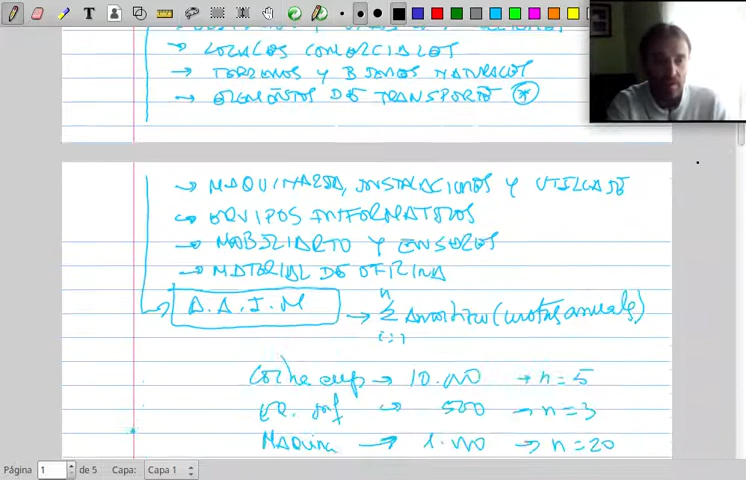 → LOCALES COMERCIALES
→ TERRENOS Y BIENES NATURALES
→ ELEMENTOS DE TRANSPORTE *
→ MAQUINARIA, INSTALACIONES Y UTILLAJE
→ EQUIPOS INFORMATICOS
→ MOBILIARIO Y ENSERES
→ MATERIAL DE OFICINA
→ A.A.I.M → n Σ i=1 Amortiz (cuotas anuales)
Coche emp → 10.000 → n=5
EQ. inf → 500 → n=3
MAQUINA → 1.000 → n=20
Página 1 de 5 Capa: Capa 1